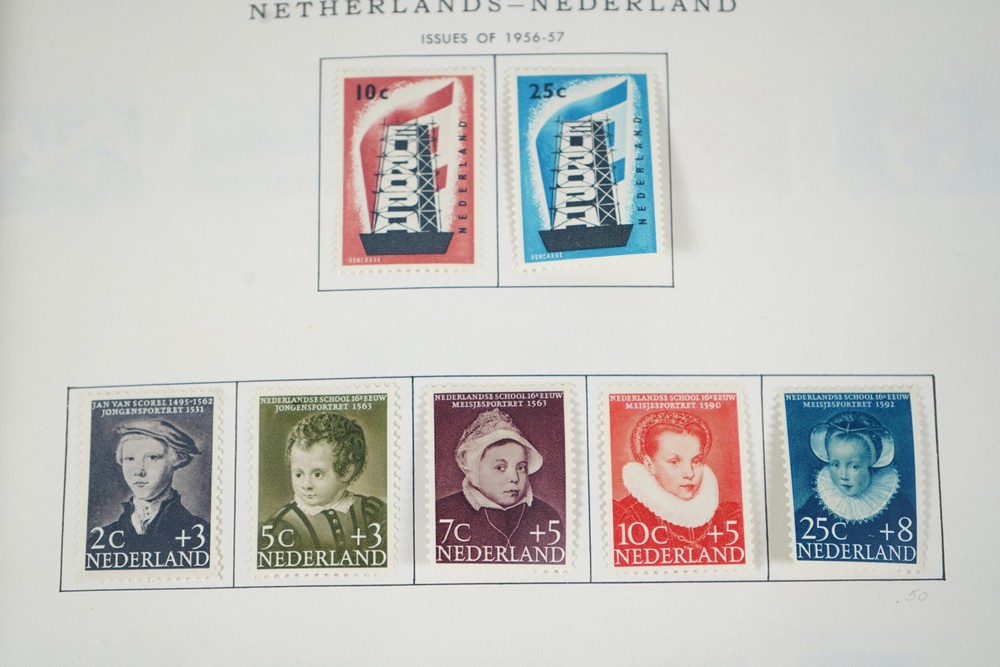 NETHERLANDS—NEDERLAND
ISSUES OF 1956-57
10c
EUROPA
NEDERLAND
GONZAGUE
25c
EUROPA
NEDERLAND
GONZAGUE
JAN VAN SCOREL 1495-1562
JONGENSPORTRET 1531
2C +3
NEDERLAND
NEDERLANDSE SCHOOL 16e EEUW
JONGENSPORTRET 1563
5C +3
NEDERLAND
NEDERLANDSE SCHOOL 16e EEUW
MEISJESPORTRET 1563
7C +5
NEDERLAND
NEDERLANDSE SCHOOL 16e EEUW
MEISJESPORTRET 1590
10C +5
NEDERLAND
NEDERLANDSE SCHOOL 16e EEUW
MEISJESPORTRET 1592
25C +8
NEDERLAND
.50